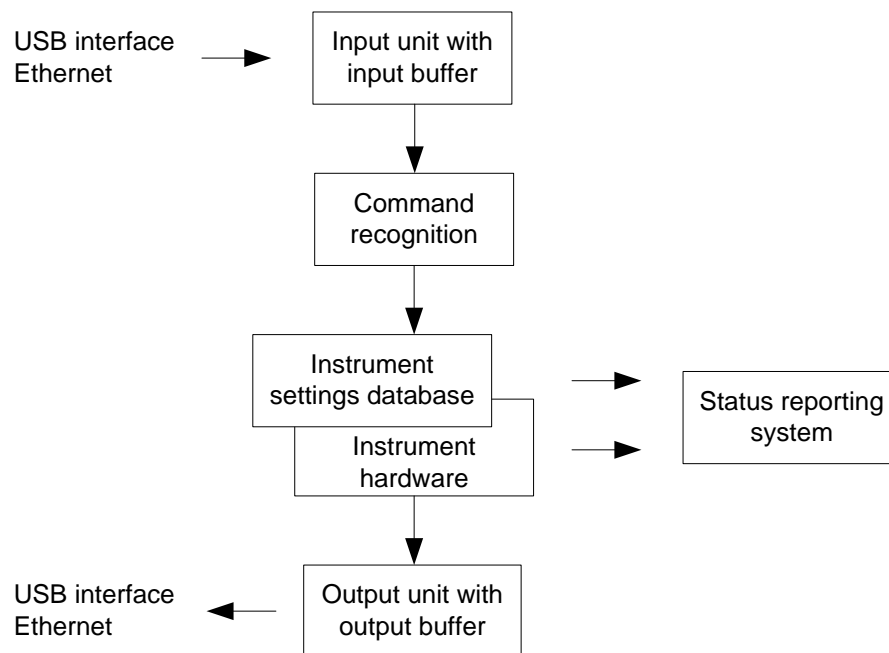 USB interface
Ethernet
Input unit with
input buffer
Command
recognition
Instrument
settings database
Instrument
hardware
Status reporting
system
USB interface
Ethernet
Output unit with
output buffer